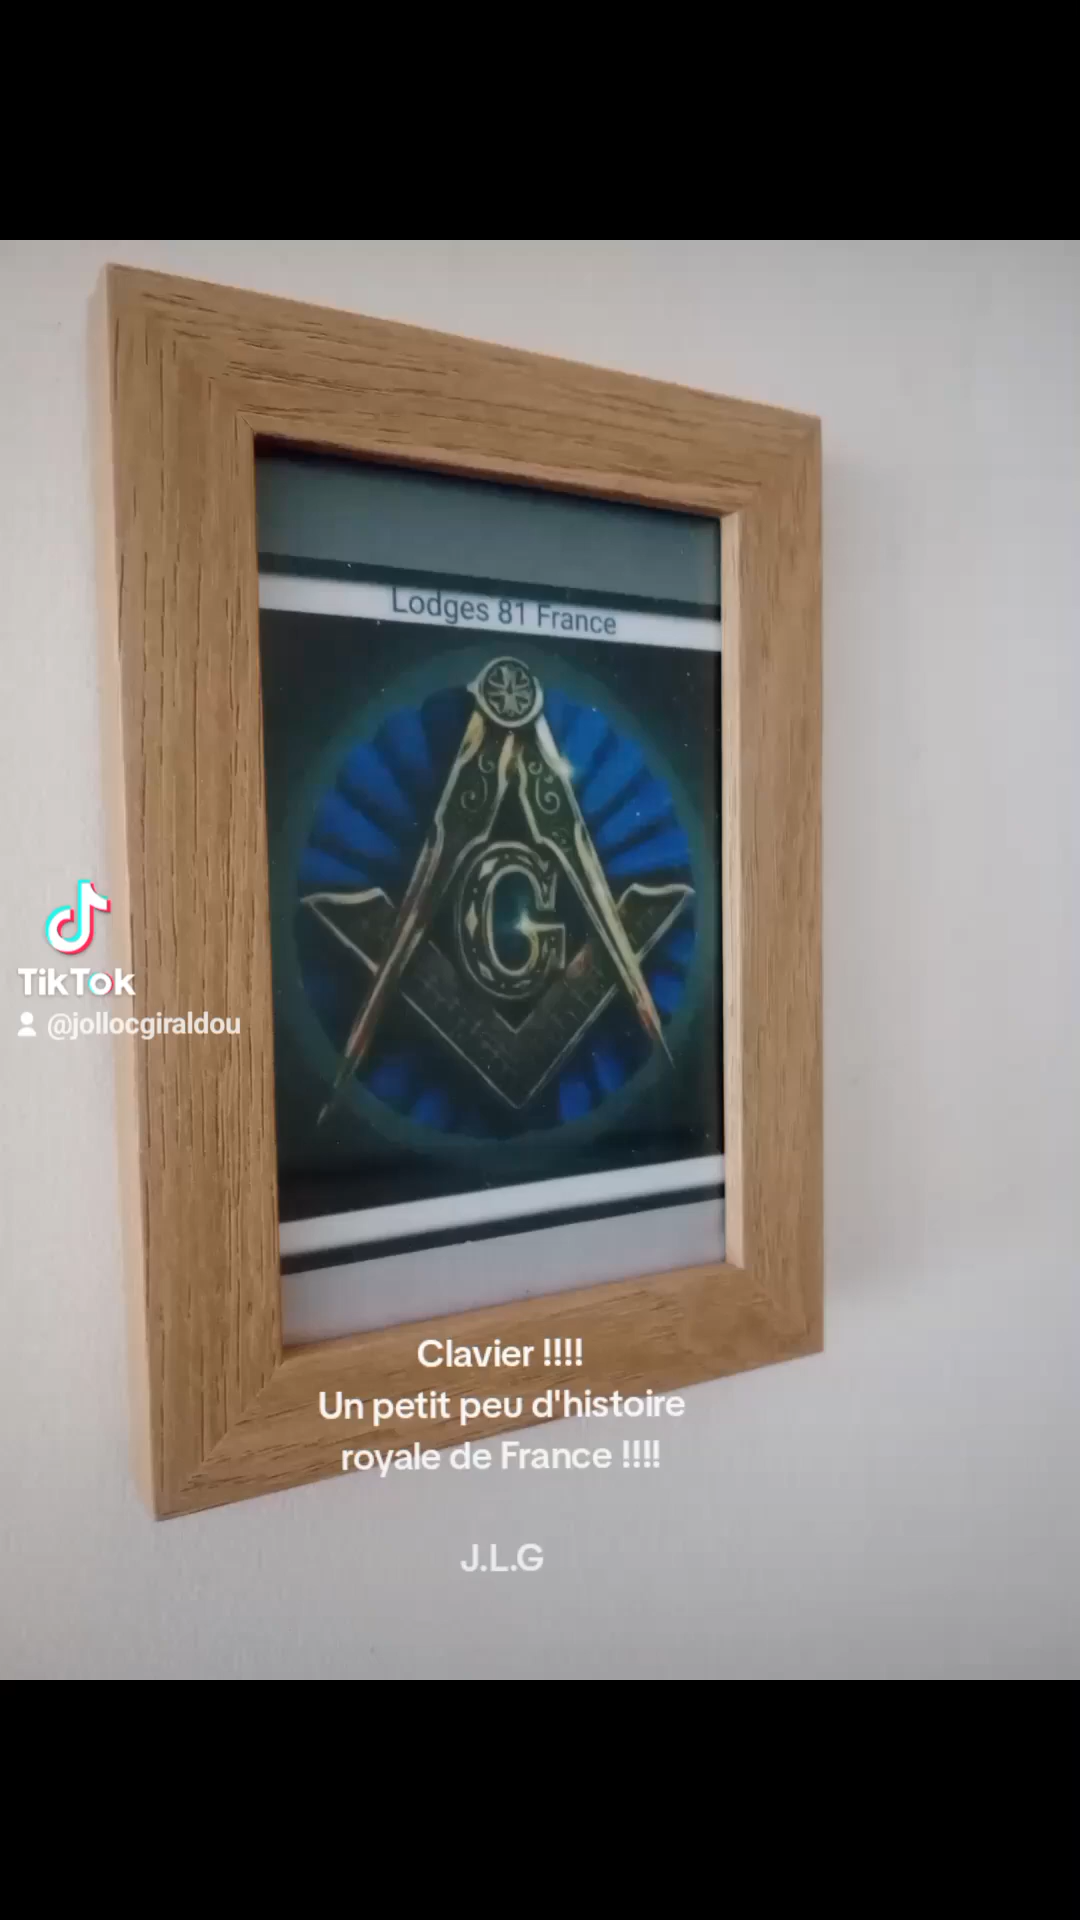 Lodges 81 France
G
TikTok
@jollocgiraldou
Clavier !!!!
Un petit peu d'histoire
royale de France !!!!
J.L.G